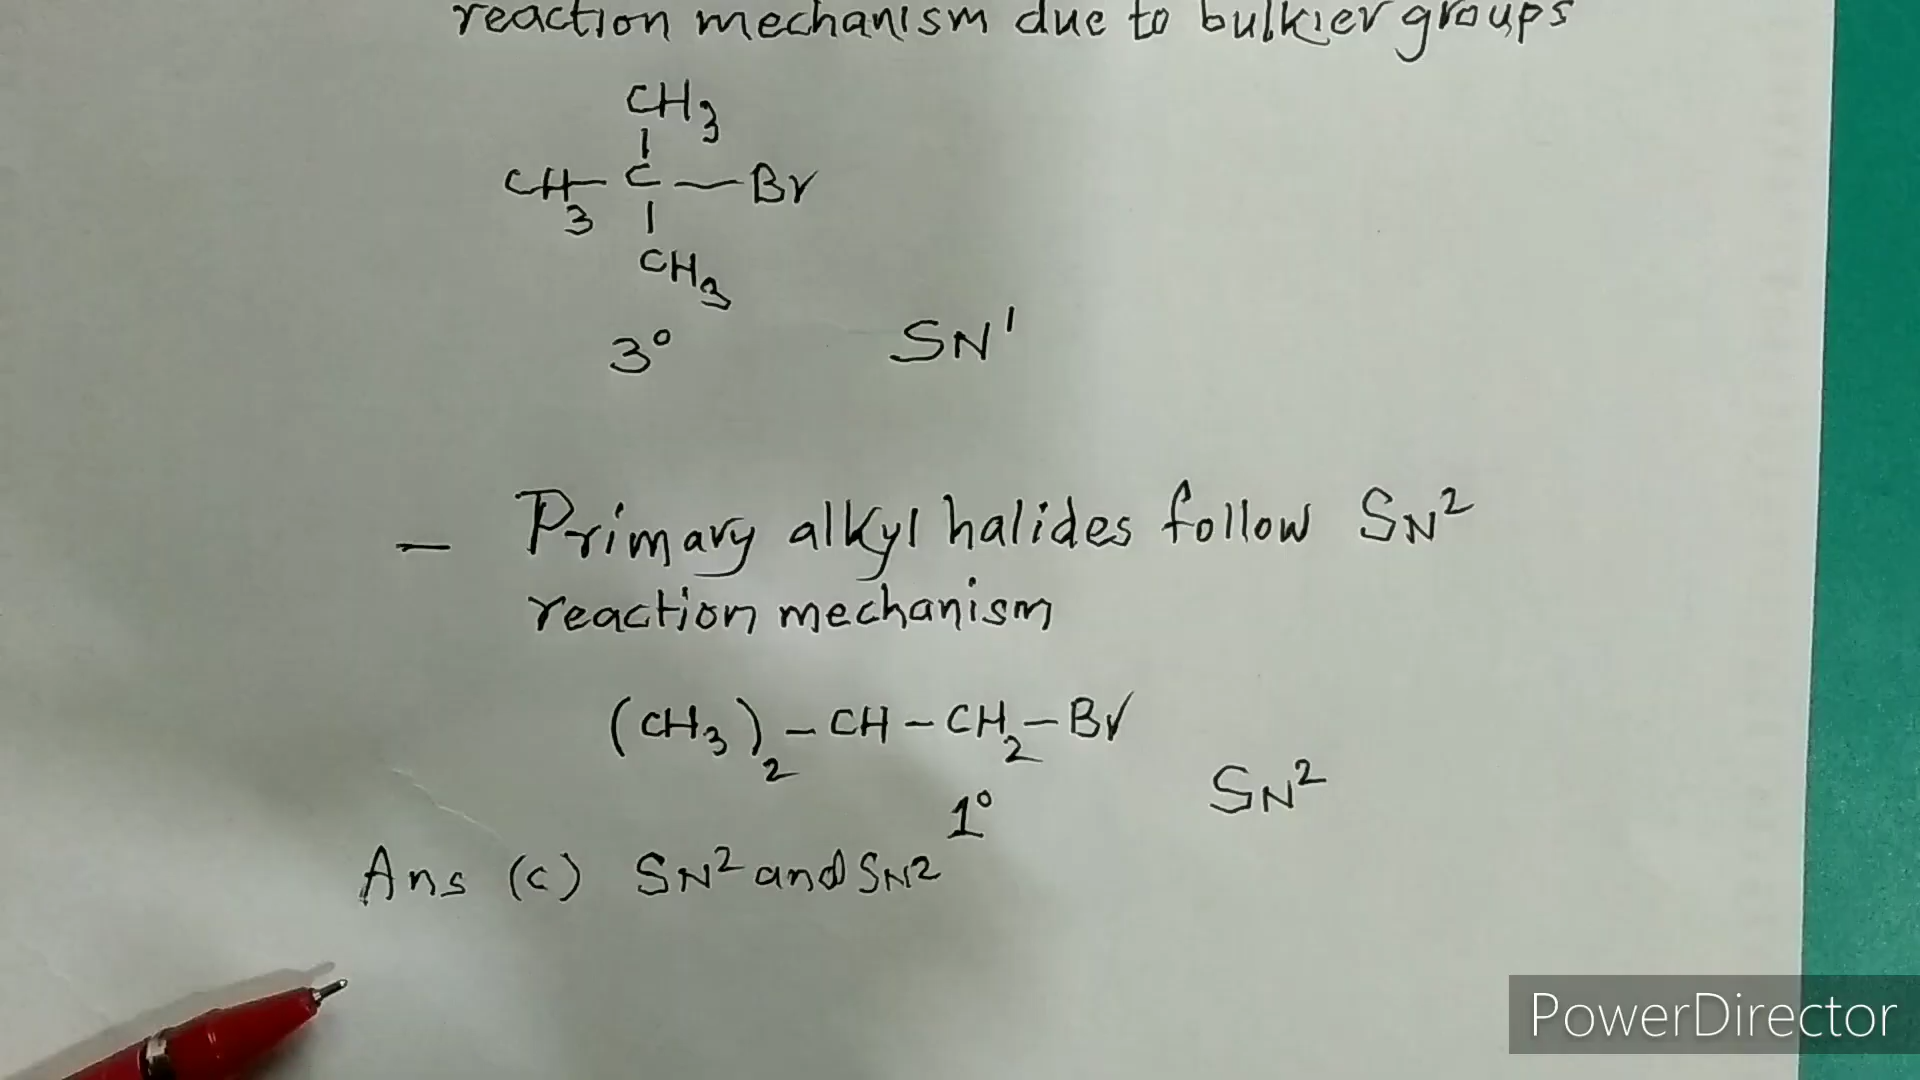 reaction mechanism due to bulkier groups
CH3
|
CH3 — C — Br
|
CH3
3° SN1
— Primary alkyl halides follow SN2
reaction mechanism
(CH3)2 – CH – CH2 – Br
1° SN2
Ans (c) SN2 and SN2
PowerDirector